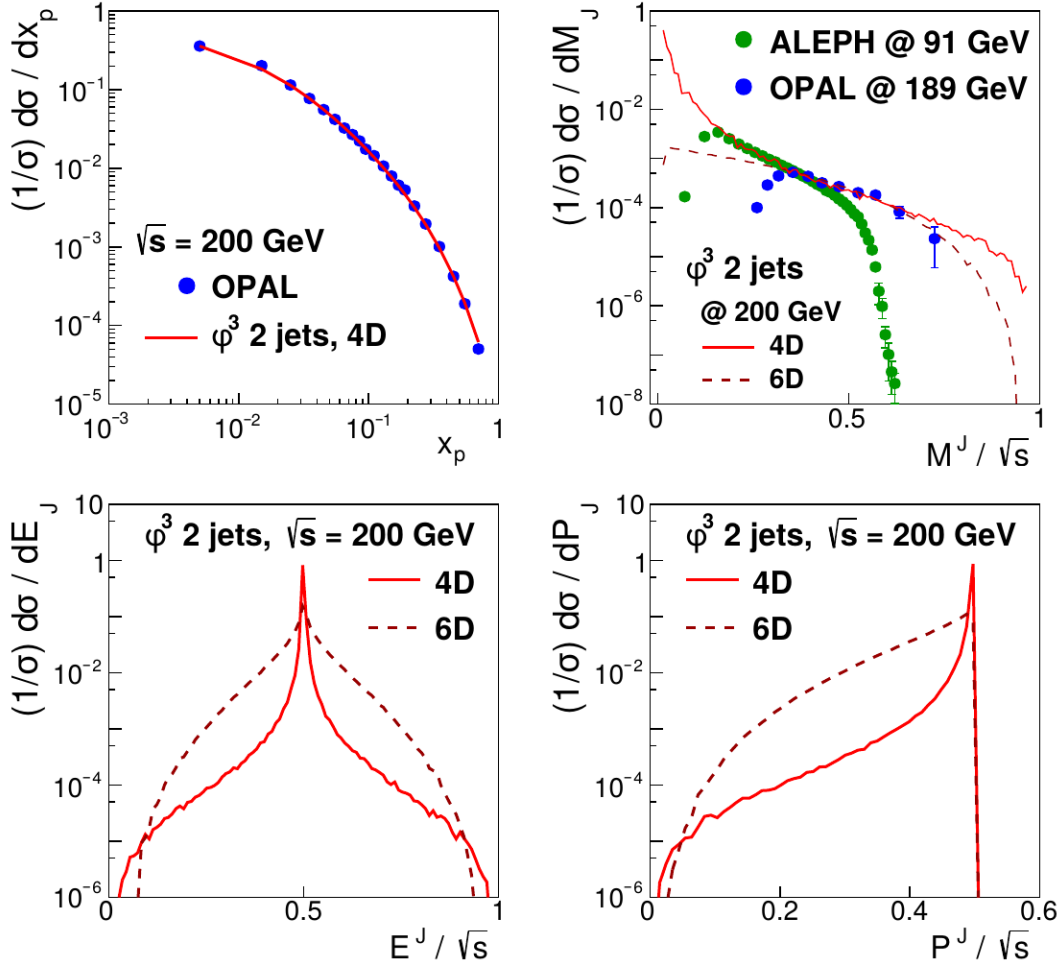 (1/σ) dσ / dx_p
1
10⁻¹
10⁻²
10⁻³
10⁻⁴
10⁻⁵
√s = 200 GeV
OPAL
φ³ 2 jets, 4D
10⁻³
10⁻²
10⁻¹
1
x_p
(1/σ) dσ / dM_J
1
10⁻²
10⁻⁴
10⁻⁶
10⁻⁸
ALEPH @ 91 GeV
OPAL @ 189 GeV
φ³ 2 jets
@ 200 GeV
4D
6D
0
0.5
1
M^J / √s
(1/σ) dσ / dE_J
10
1
10⁻²
10⁻⁴
10⁻⁶
φ³ 2 jets, √s = 200 GeV
4D
6D
0
0.5
1
E^J / √s
(1/σ) dσ / dP_J
10
1
10⁻²
10⁻⁴
10⁻⁶
φ³ 2 jets, √s = 200 GeV
4D
6D
0
0.2
0.4
0.6
P^J / √s